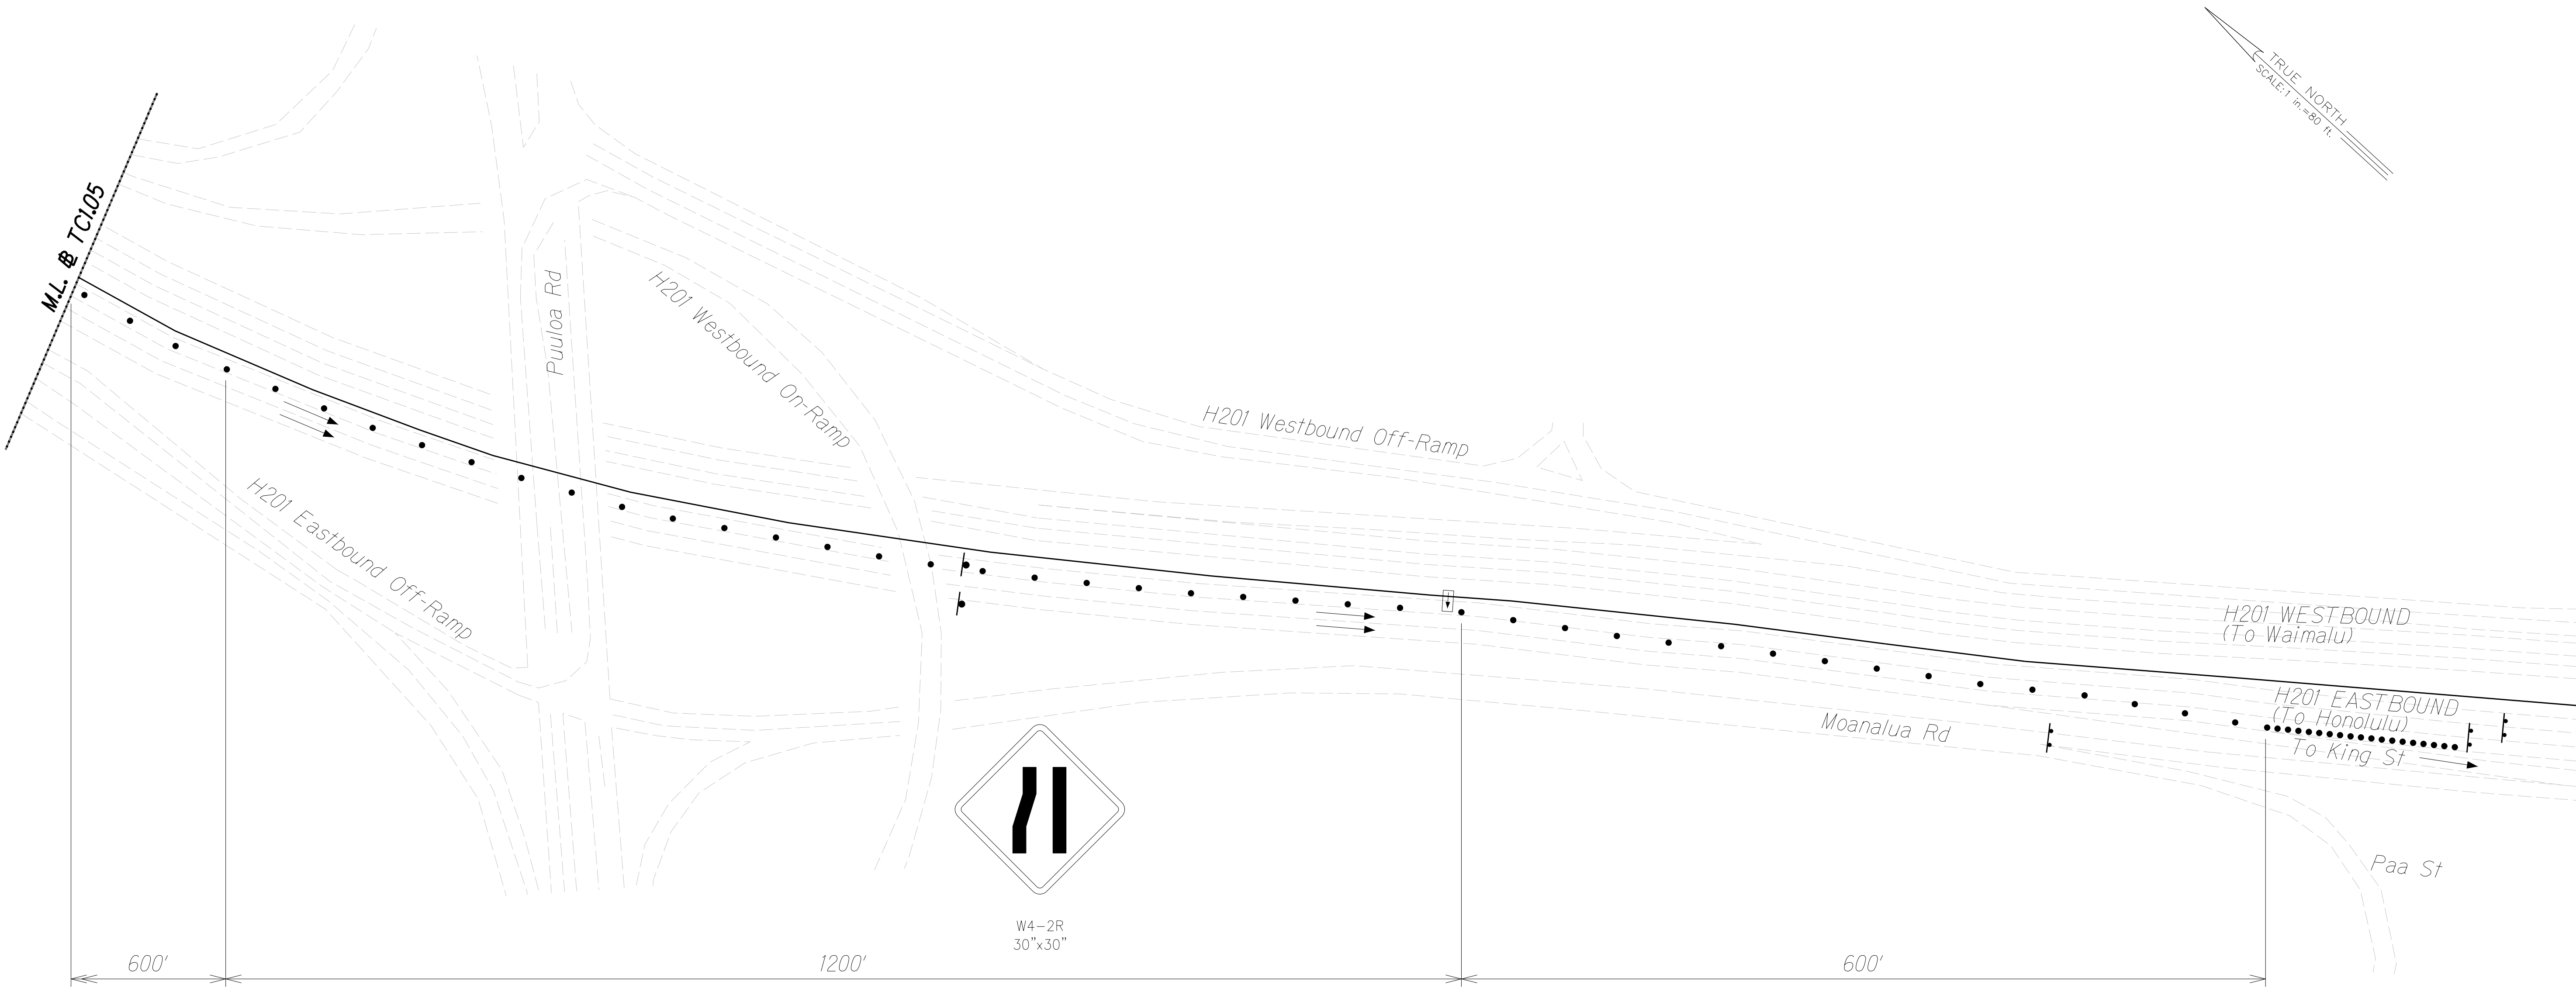 TRUE NORTH
SCALE: 1 in.=80 ft.
M.L. @ TC1.05
Puuloa Rd
H201 Westbound On-Ramp
H201 Westbound Off-Ramp
H201 Eastbound Off-Ramp
H201 WESTBOUND
(To Waimalu)
H201 EASTBOUND
(To Honolulu)
To King St
Moanalua Rd
Paa St
W4-2R
30"x30"
600'
1200'
600'